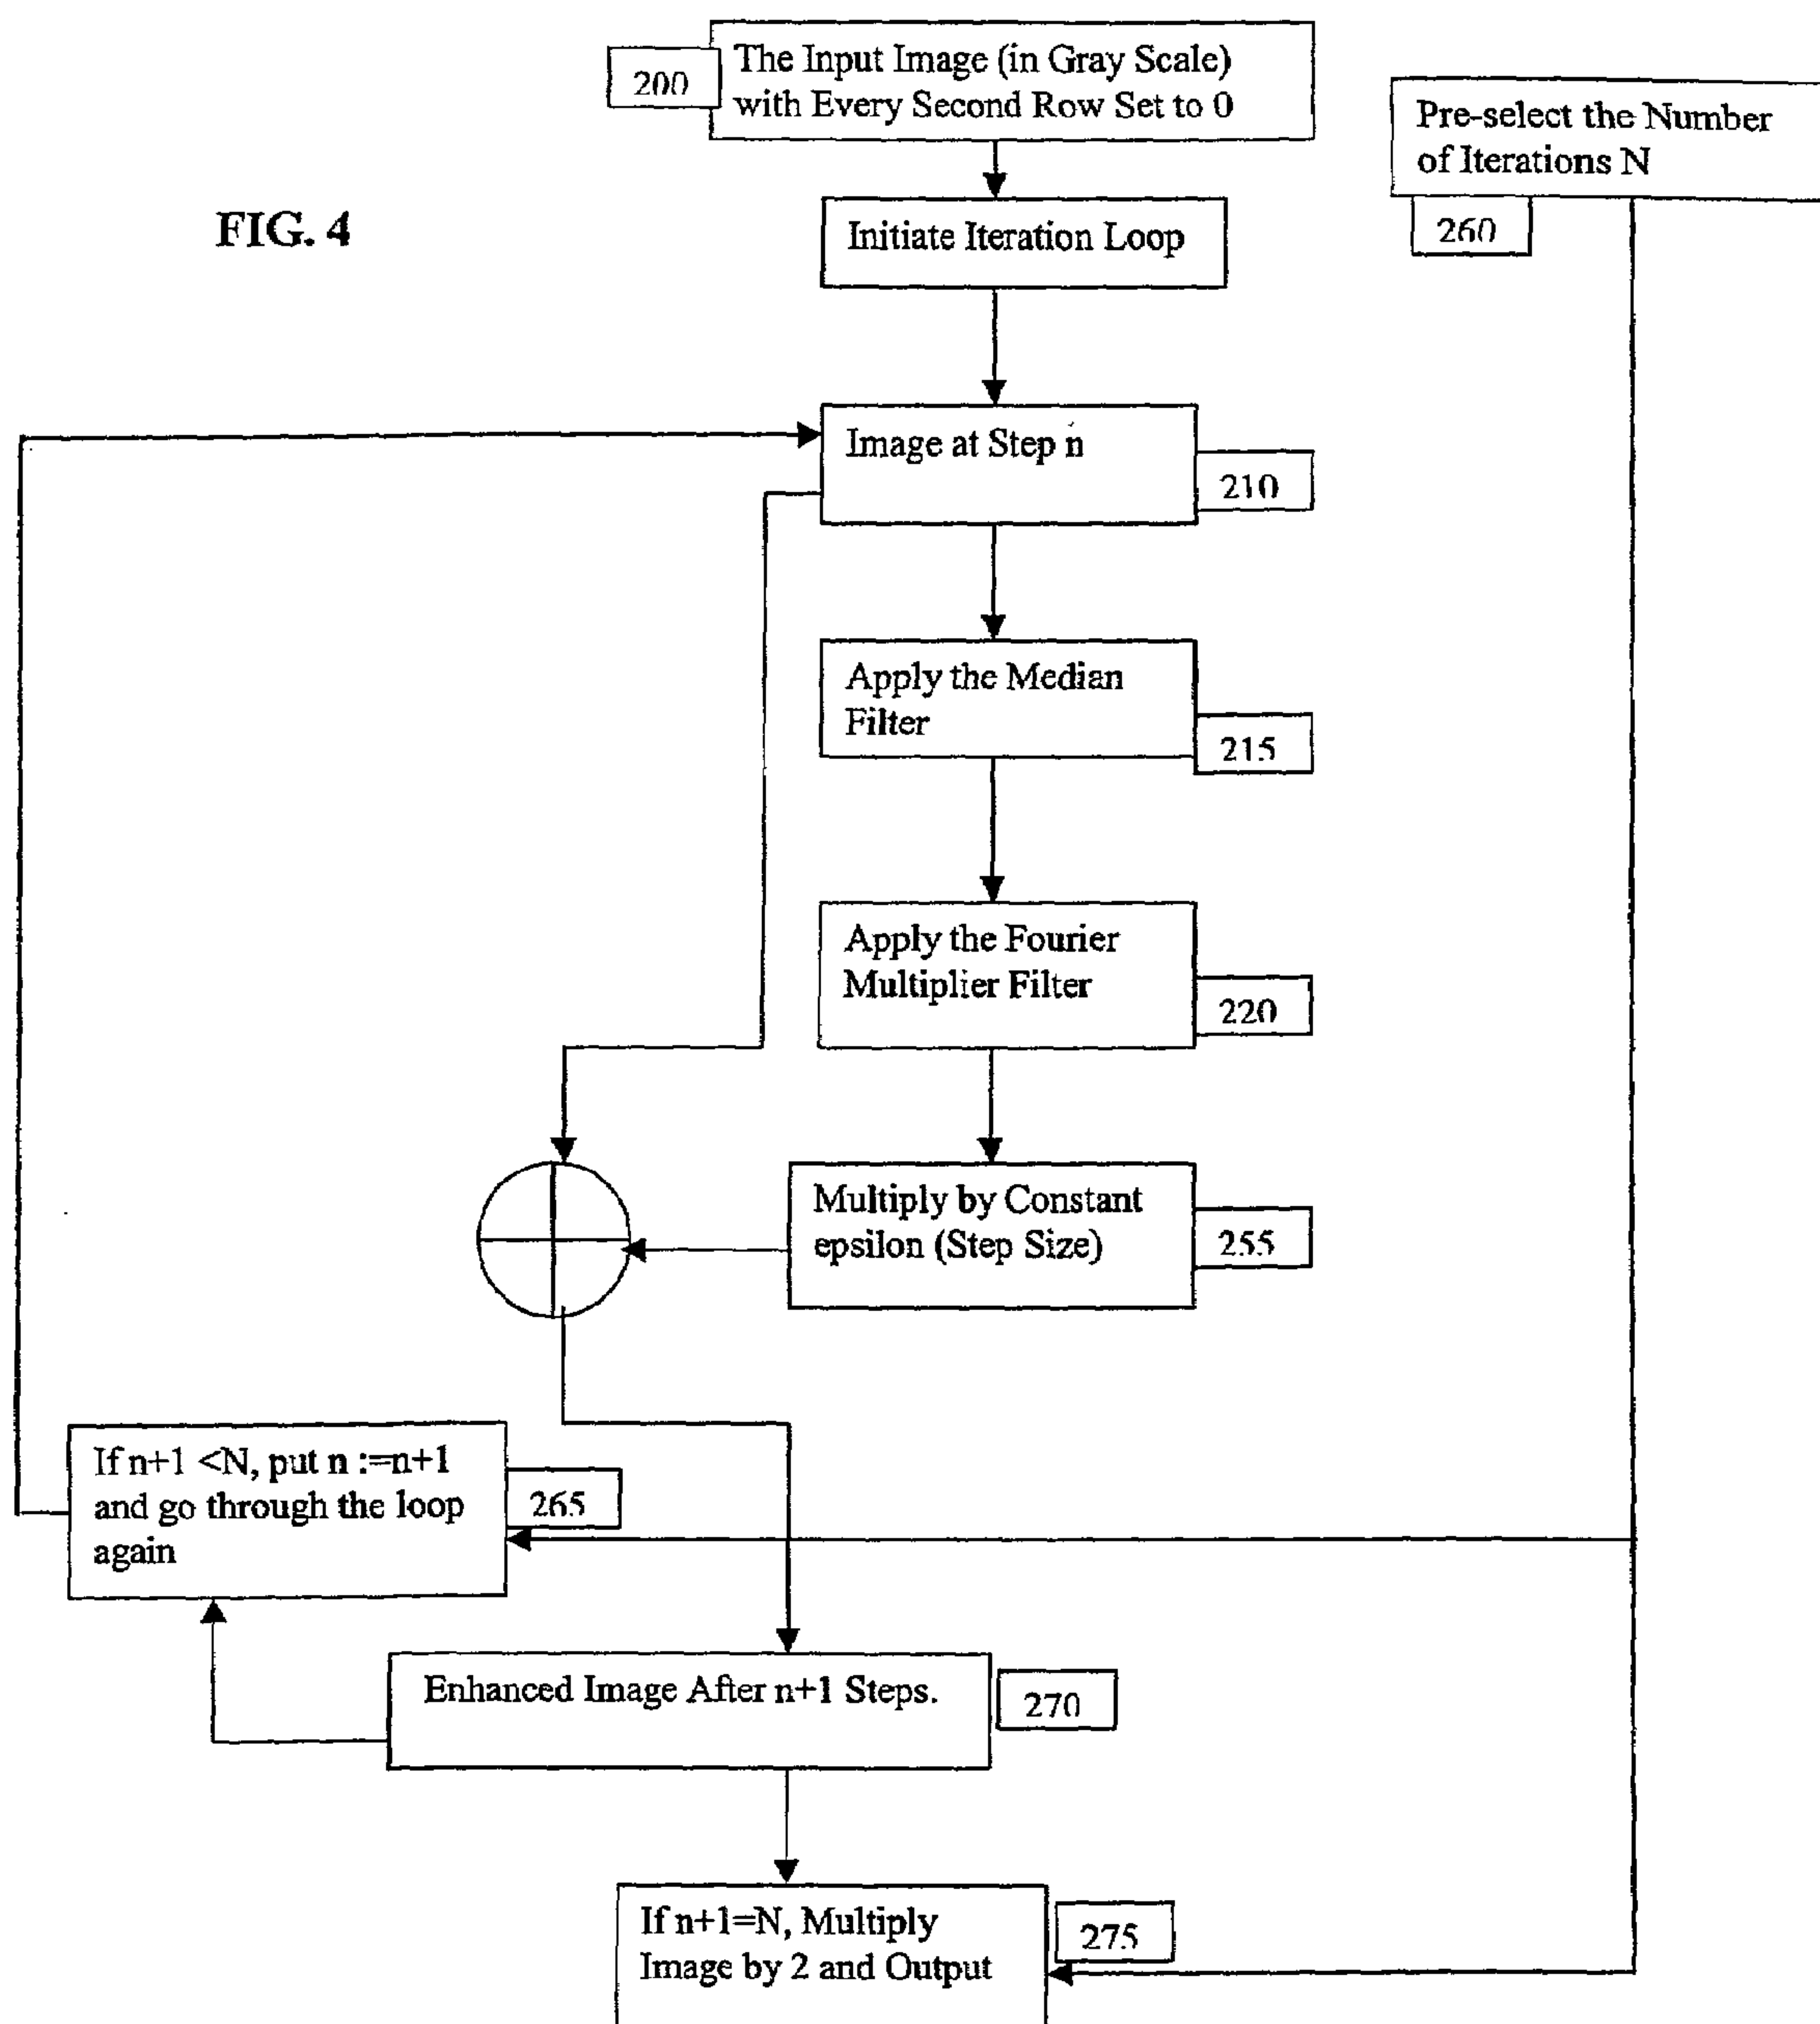 200
The Input Image (in Gray Scale)
with Every Second Row Set to 0
Pre-select the Number
of Iterations N
260
FIG. 4
Initiate Iteration Loop
Image at Step n
210
Apply the Median
Filter
215
Apply the Fourier
Multiplier Filter
220
Multiply by Constant
epsilon (Step Size)
255
If n+1 <N, put n :=n+1
and go through the loop
again
265
Enhanced Image After n+1 Steps.
270
If n+1=N, Multiply
Image by 2 and Output
275